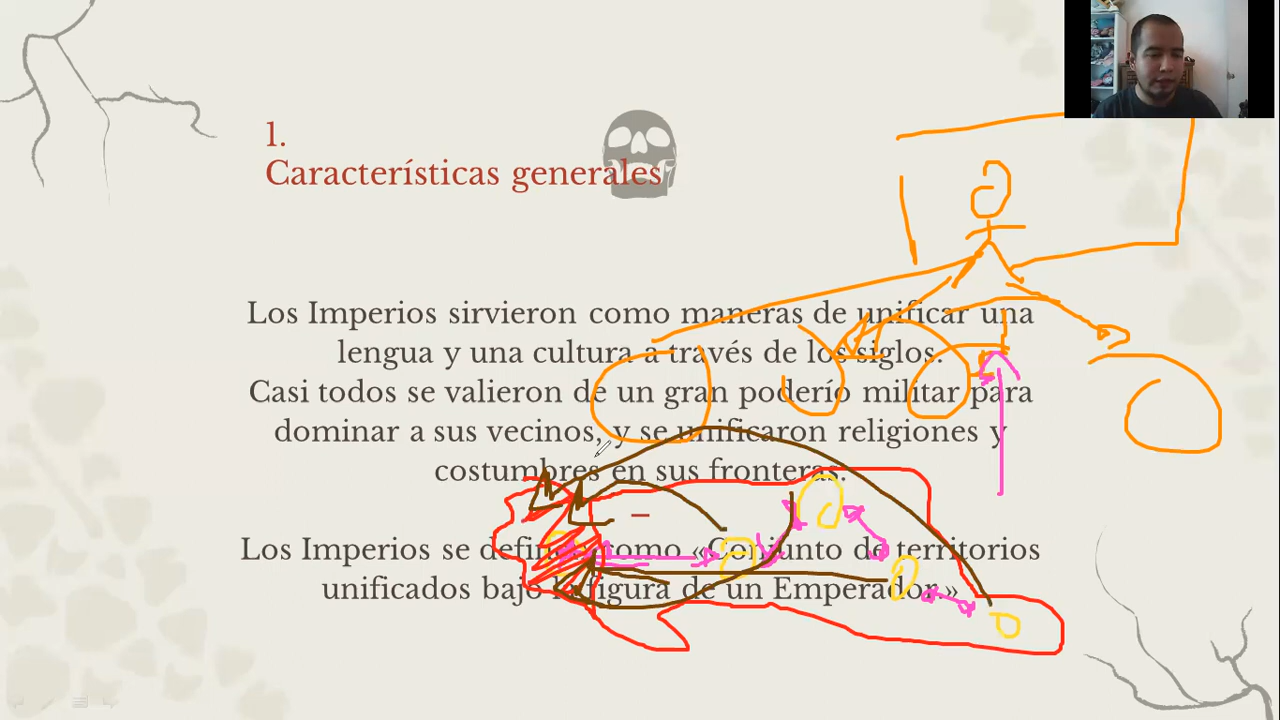 1.
Características generales
Los Imperios sirvieron como maneras de unificar una
lengua y una cultura a través de los siglos.
Casi todos se valieron de un gran poderío militar para
dominar a sus vecinos, y se unificaron religiones y
costumbres en sus fronteras.
Los Imperios se definen como «Conjunto de territorios
unificados bajo la figura de un Emperador.»